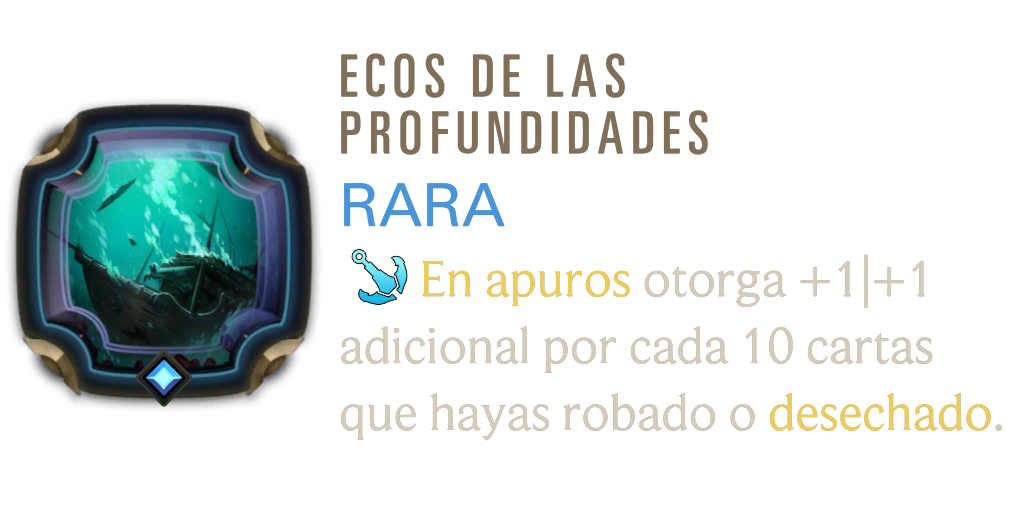 ECOS DE LAS
PROFUNDIDADES
RARA
En apuros otorga +1|+1
adicional por cada 10 cartas
que hayas robado o desechado.